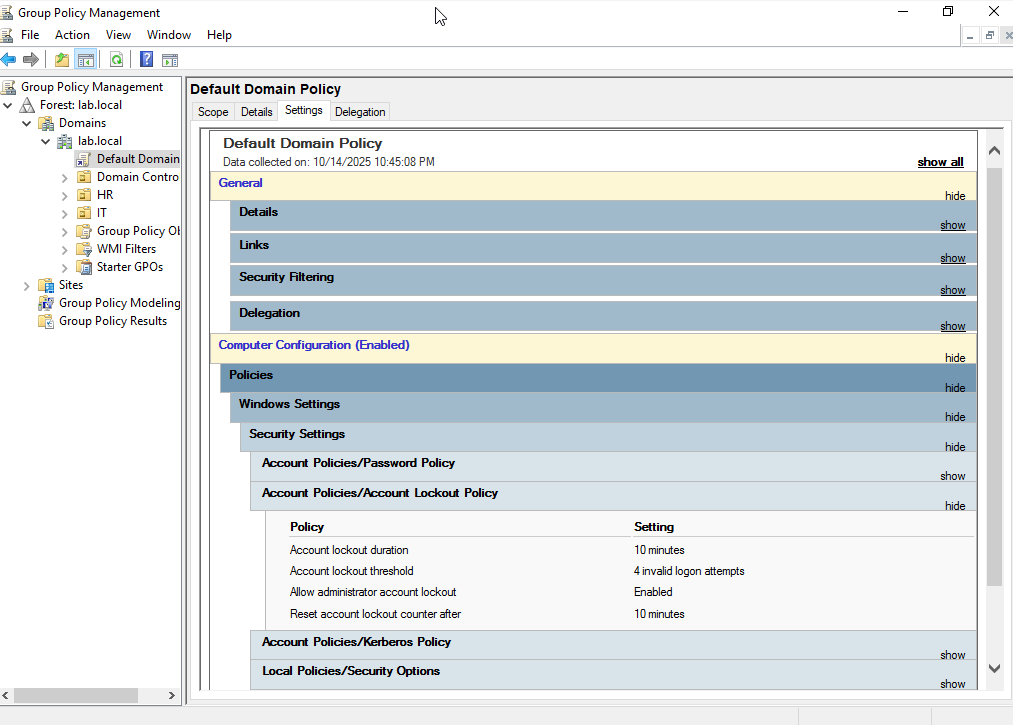 Group Policy Management
File Action View Window Help
Group Policy Management
Forest: lab.local
Domains
lab.local
Default Domain
Domain Contro
HR
IT
Group Policy Ob
WMI Filters
Starter GPOs
Sites
Group Policy Modeling
Group Policy Results
Default Domain Policy
Scope Details Settings Delegation
Default Domain Policy
Data collected on: 10/14/2025 10:45:08 PM
show all
General
hide
Details
show
Links
show
Security Filtering
show
Delegation
show
Computer Configuration (Enabled)
hide
Policies
hide
Windows Settings
hide
Security Settings
hide
Account Policies/Password Policy
show
Account Policies/Account Lockout Policy
hide
Policy Setting
Account lockout duration 10 minutes
Account lockout threshold 4 invalid logon attempts
Allow administrator account lockout Enabled
Reset account lockout counter after 10 minutes
Account Policies/Kerberos Policy
show
Local Policies/Security Options
show